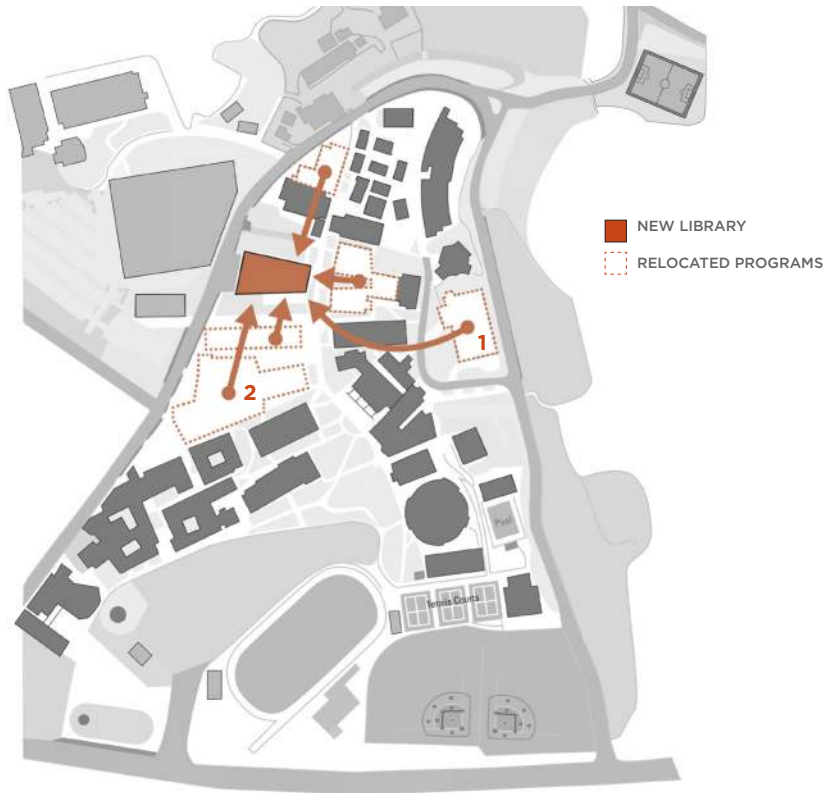 NEW LIBRARY
RELOCATED PROGRAMS
1
2
Pool
Tennis Courts